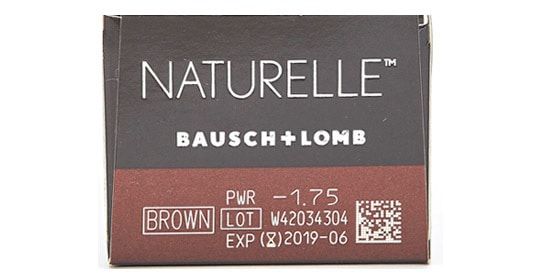 NATURELLE™
BAUSCH+LOMB
PWR -1.75
BROWN LOT W42034304
EXP 2019-06